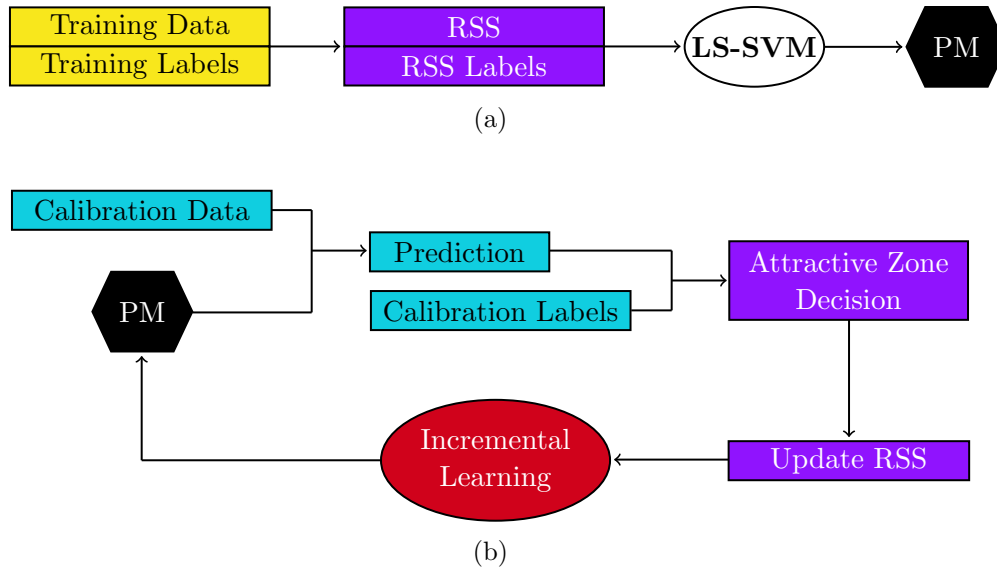 Training Data
Training Labels
RSS
RSS Labels
LS-SVM
PM
(a)
Calibration Data
PM
Prediction
Calibration Labels
Attractive Zone
Decision
Update RSS
Incremental
Learning
(b)